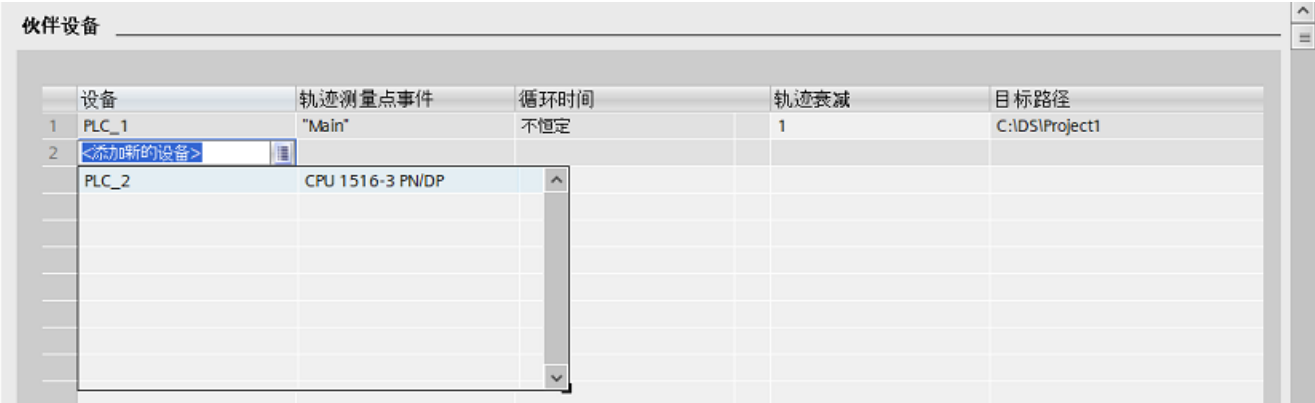 伙伴设备
设备 轨迹测量点事件 循环时间 轨迹衰减 目标路径
1 PLC_1 "Main" 不恒定 1 C:\DS\Project1
2 <添加新的设备>
PLC_2 CPU 1516-3 PN/DP